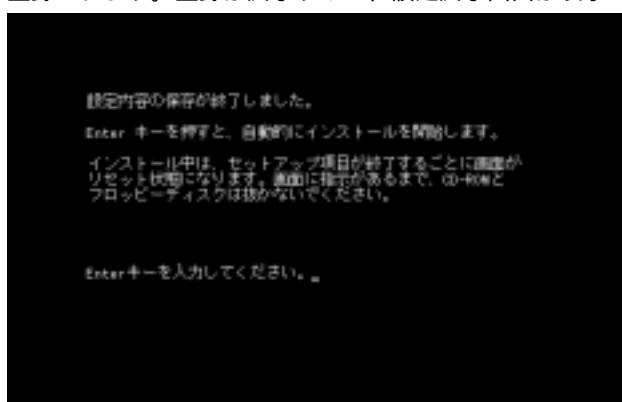 設定内容の保存が終了しました。
Enter キーを押すと、自動的にインストールを開始します。
インストール中は、セットアップ項目が終了するごとに画面が
リセット状態になります。画面に指示があるまで、CD-ROMと
フロッピーディスクは抜かないでください。
Enterキーを入力してください。_